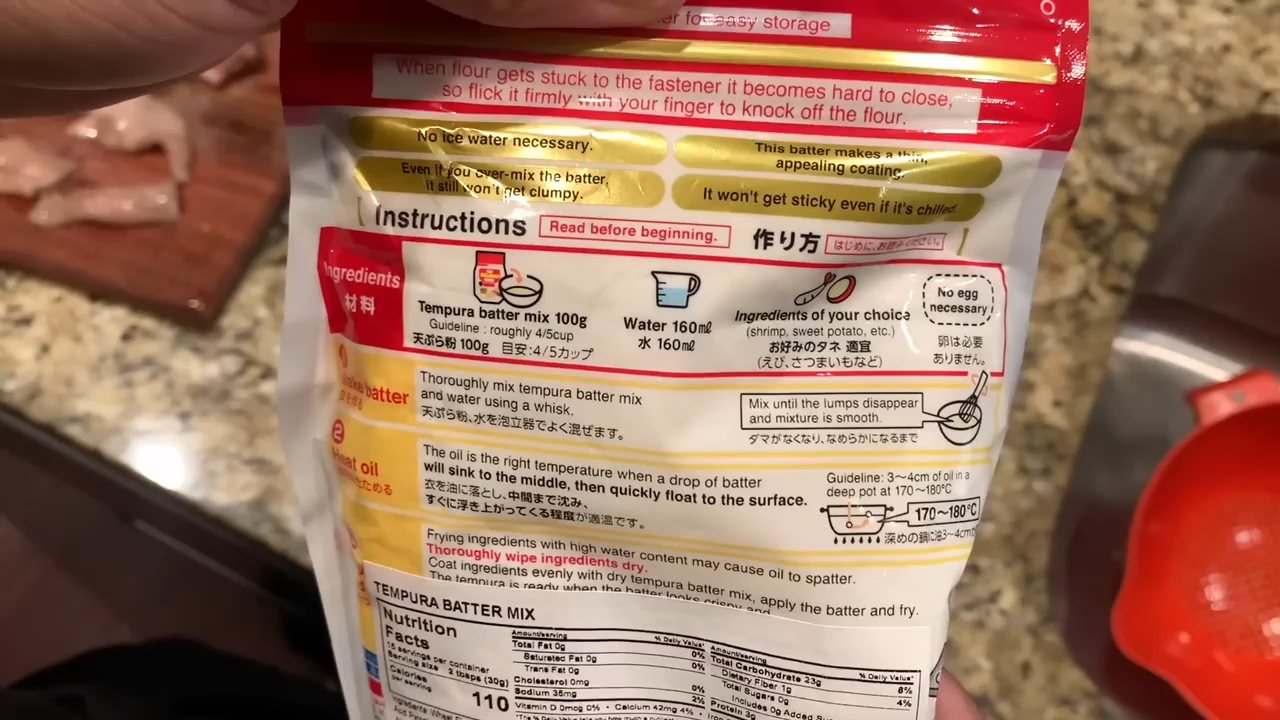 for easy storage
When flour gets stuck to the fastener it becomes hard to close,
so flick it firmly with your finger to knock off the flour.
No ice water necessary.
This batter makes a thin,
appealing coating.
Even if you over-mix the batter,
it still won't get clumpy.
It won't get sticky even if it's chilled.
Instructions
Read before beginning.
作り方
はじめに、お読みください。
Ingredients
材料
Tempura batter mix 100g
Guideline : roughly 4/5cup
天ぷら粉 100g 目安:4/5カップ
Water 160㎖
水 160㎖
Ingredients of your choice
(shrimp, sweet potato, etc.)
お好みのタネ 適宜
(えび、さつまいもなど)
No egg
necessary
卵は必要
ありません。
1
Make batter
Thoroughly mix tempura batter mix
and water using a whisk.
天ぷら粉、水を泡立器でよく混ぜます。
Mix until the lumps disappear
and mixture is smooth.
ダマがなくなり、なめらかになるまで
2
Heat oil
The oil is the right temperature when a drop of batter
will sink to the middle, then quickly float to the surface.
衣を油に落とし、中間まで沈み、
すぐに浮き上がってくる程度が適温です。
Guideline: 3～4cm of oil in a
deep pot at 170～180°C
170～180°C
深めの鍋に油3～4cm
Frying ingredients with high water content may cause oil to spatter.
Thoroughly wipe ingredients dry.
Coat ingredients evenly with dry tempura batter mix, apply the batter and fry.
The tempura is ready when the batter looks crispy and
TEMPURA BATTER MIX
Nutrition
Facts
15 servings per container
Serving size 2 tbsps (30g)
Calories
per serving
110
Amount/serving % Daily Value*
Total Fat 0g 0%
Saturated Fat 0g 0%
Trans Fat 0g
Cholesterol 0mg 0%
Sodium 35mg 2%
Amount/serving % Daily Value*
Total Carbohydrate 23g 8%
Dietary Fiber 1g 4%
Total Sugars 0g
Includes 0g Added
Protein 3g
Vitamin D 0mcg 0% • Calcium 42mg 4% •